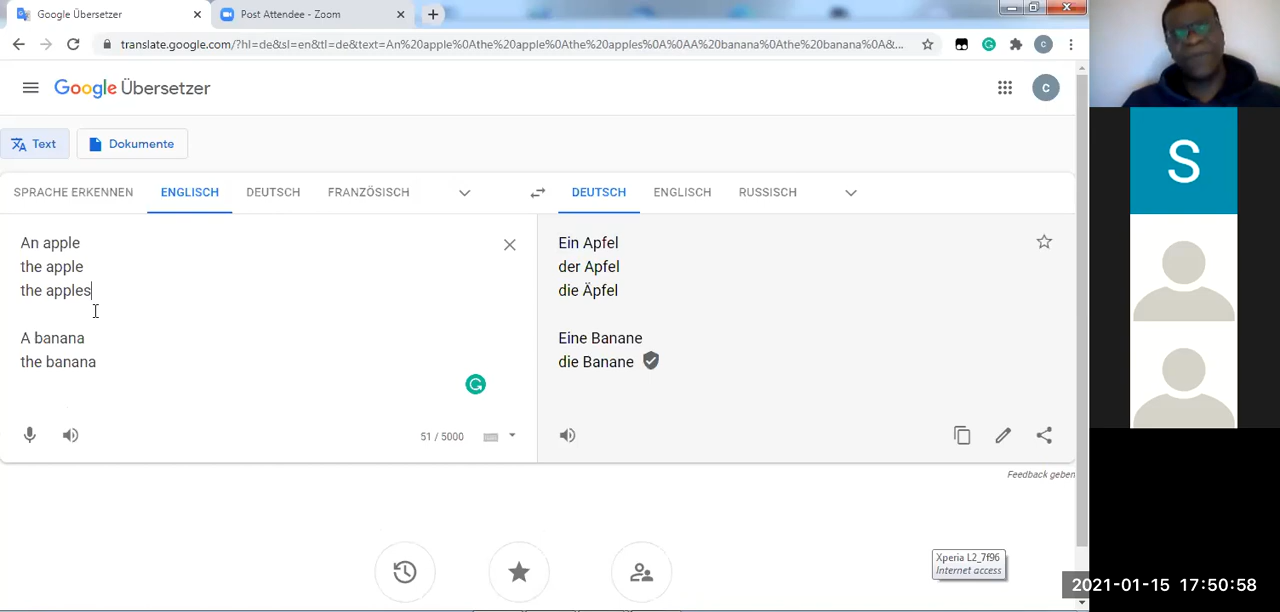 Google Übersetzer
Post Attendee - Zoom
translate.google.com/?hl=de&sl=en&tl=de&text=An%20apple%0Athe%20apple%0Athe%20apples%0A%0AA%20banana%0Athe%20banana%0A&...
C
Google Übersetzer
C
Text
Dokumente
SPRACHE ERKENNEN ENGLISCH DEUTSCH FRANZÖSISCH
DEUTSCH ENGLISCH RUSSISCH
An apple
the apple
the apples
A banana
the banana
51 / 5000
Ein Apfel
der Apfel
die Äpfel
Eine Banane
die Banane
Feedback geben
Xperia L2_7f96
Internet access
S
2021-01-15 17:50:58